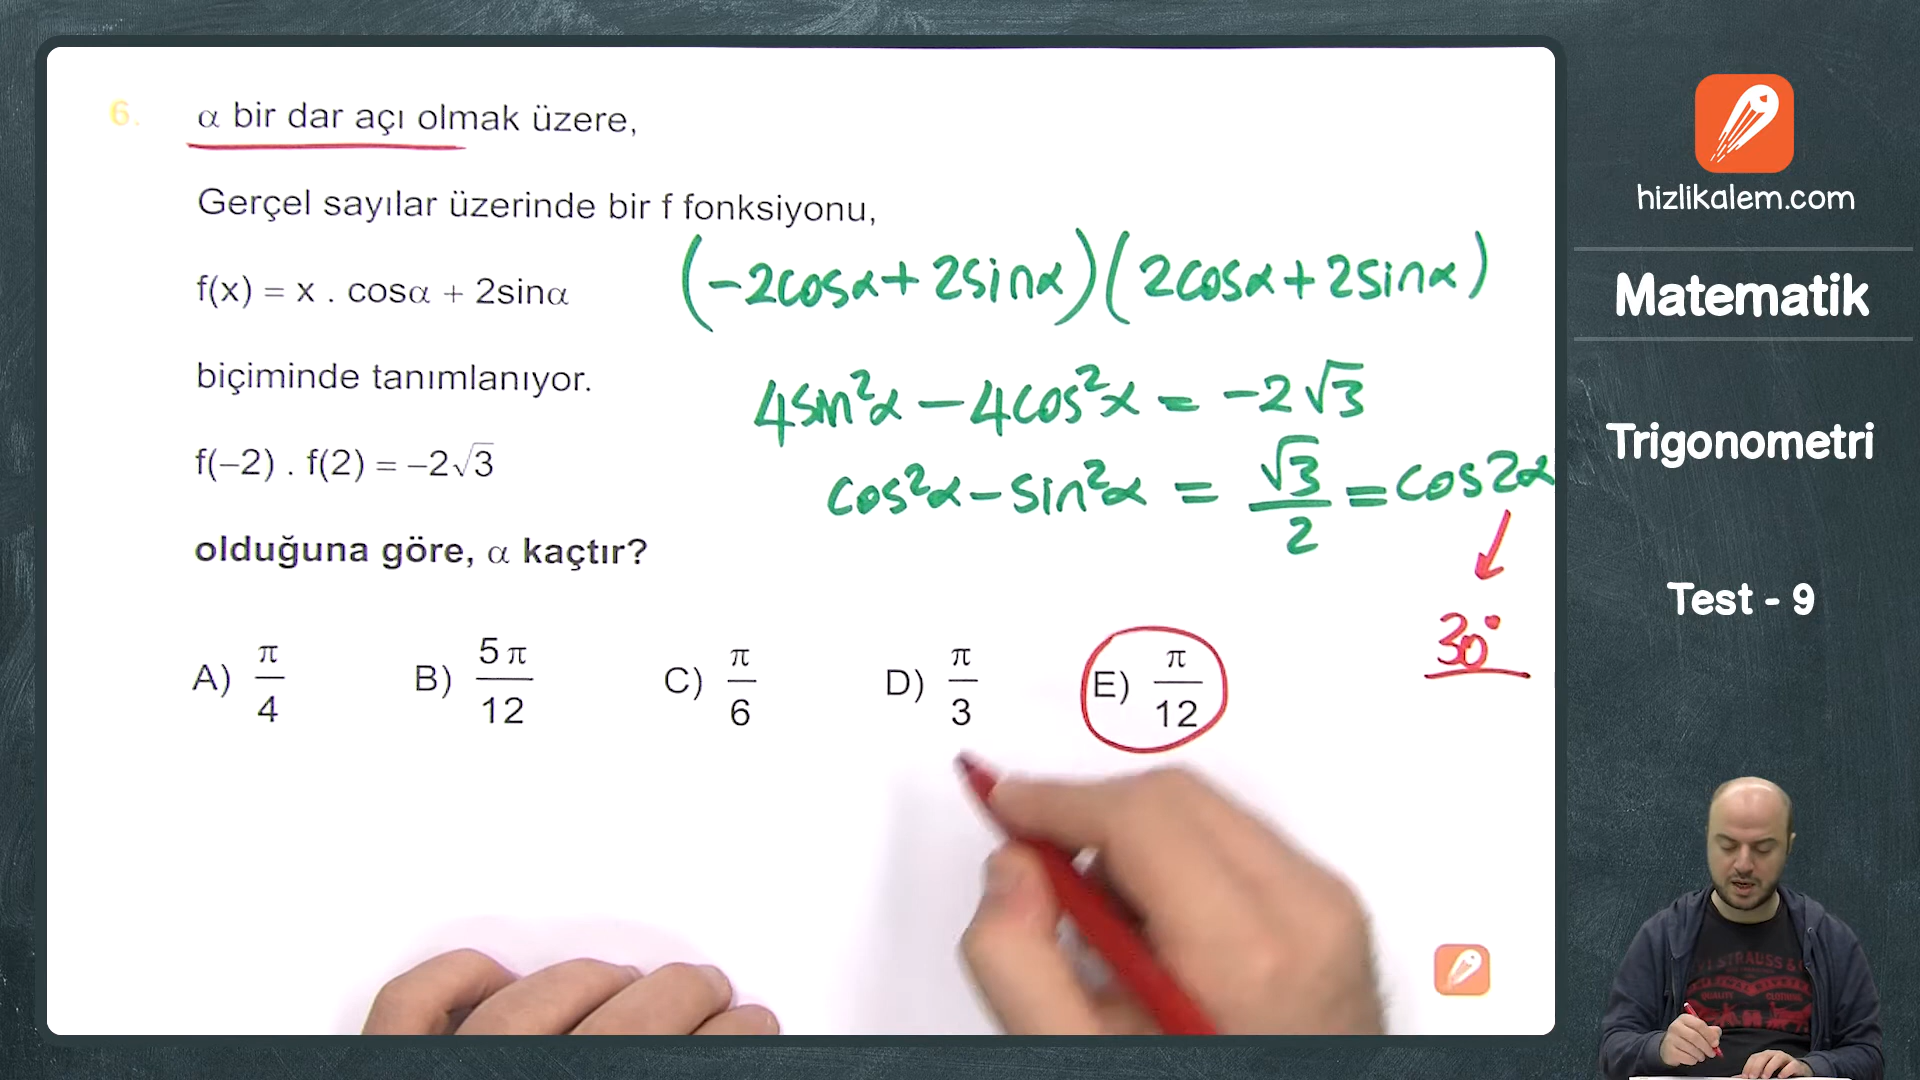 6. α bir dar açı olmak üzere,
Gerçel sayılar üzerinde bir f fonksiyonu,
f(x) = x . cosα + 2sinα
biçiminde tanımlanıyor.
f(–2) . f(2) = –2√3
olduğuna göre, α kaçtır?
A) π/4 B) 5π/12 C) π/6 D) π/3 E) π/12
(-2cosα + 2sinα)(2cosα + 2sinα)
4sin²α - 4cos²α = -2√3
cos²α - sin²α = √3/2 = cos2α
30°
hizlikalem.com
Matematik
Trigonometri
Test - 9